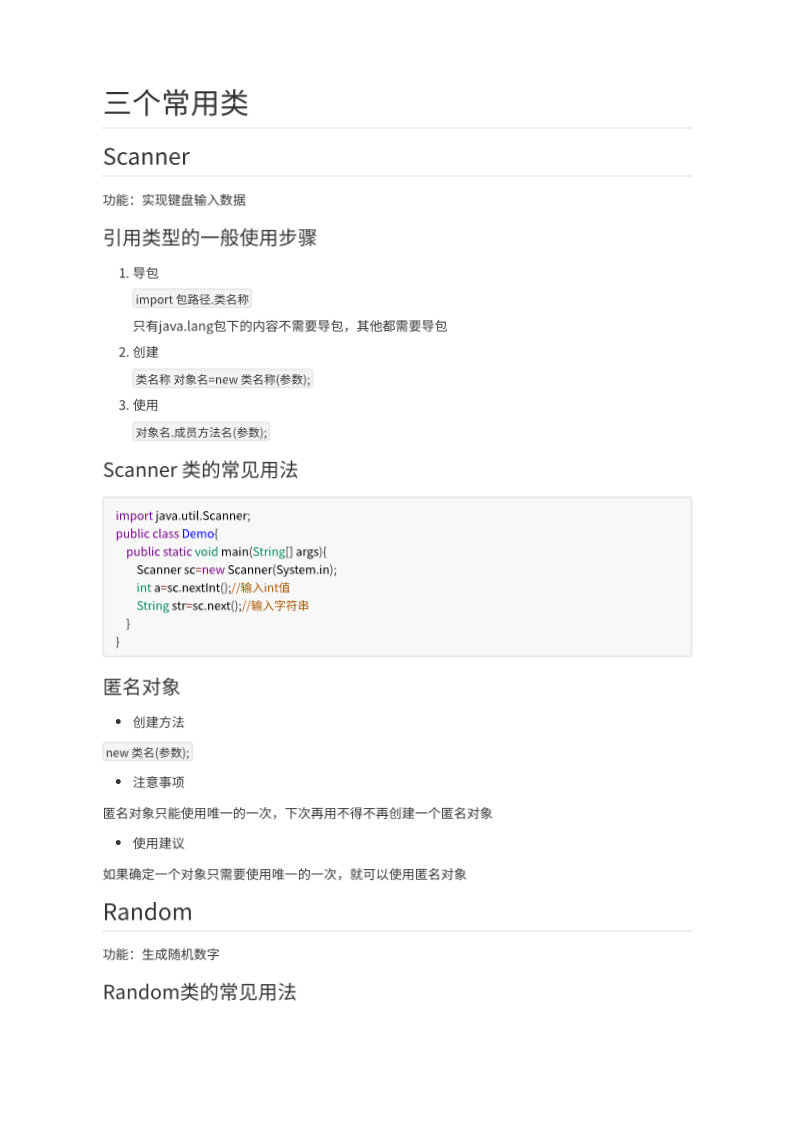 三个常用类
Scanner
功能：实现键盘输入数据
引用类型的一般使用步骤
1. 导包
import 包路径.类名称
只有java.lang包下的内容不需要导包，其他都需要导包
2. 创建
类名称 对象名=new 类名称(参数);
3. 使用
对象名.成员方法名(参数);
Scanner 类的常见用法
import java.util.Scanner;
public class Demo{
    public static void main(String[] args){
        Scanner sc=new Scanner(System.in);
        int a=sc.nextInt();//输入int值
        String str=sc.next();//输入字符串
    }
}
匿名对象
• 创建方法
new 类名(参数);
• 注意事项
匿名对象只能使用唯一的一次，下次再用不得不再创建一个匿名对象
• 使用建议
如果确定一个对象只需要使用唯一的一次，就可以使用匿名对象
Random
功能：生成随机数字
Random类的常见用法